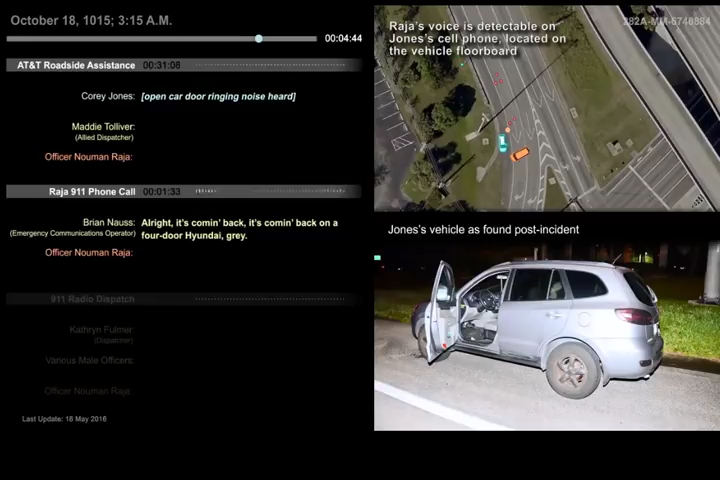 October 18, 1015; 3:15 A.M.
00:04:44
AT&T Roadside Assistance 00:31:08
Corey Jones: [open car door ringing noise heard]
Maddie Tolliver:
(Allied Dispatcher)
Officer Nouman Raja:
Raja 911 Phone Call 00:01:33
Brian Nauss: Alright, it's comin' back, it's comin' back on a
(Emergency Communications Operator) four-door Hyundai, grey.
Officer Nouman Raja:
911 Radio Dispatch
Kathryn Fulmer
(Dispatcher)
Various Male Officers:
Officer Nouman Raja:
Last Update: 18 May 2016
Raja's voice is detectable on
Jones's cell phone, located on
the vehicle floorboard
282A-MM-6746884
Jones's vehicle as found post-incident